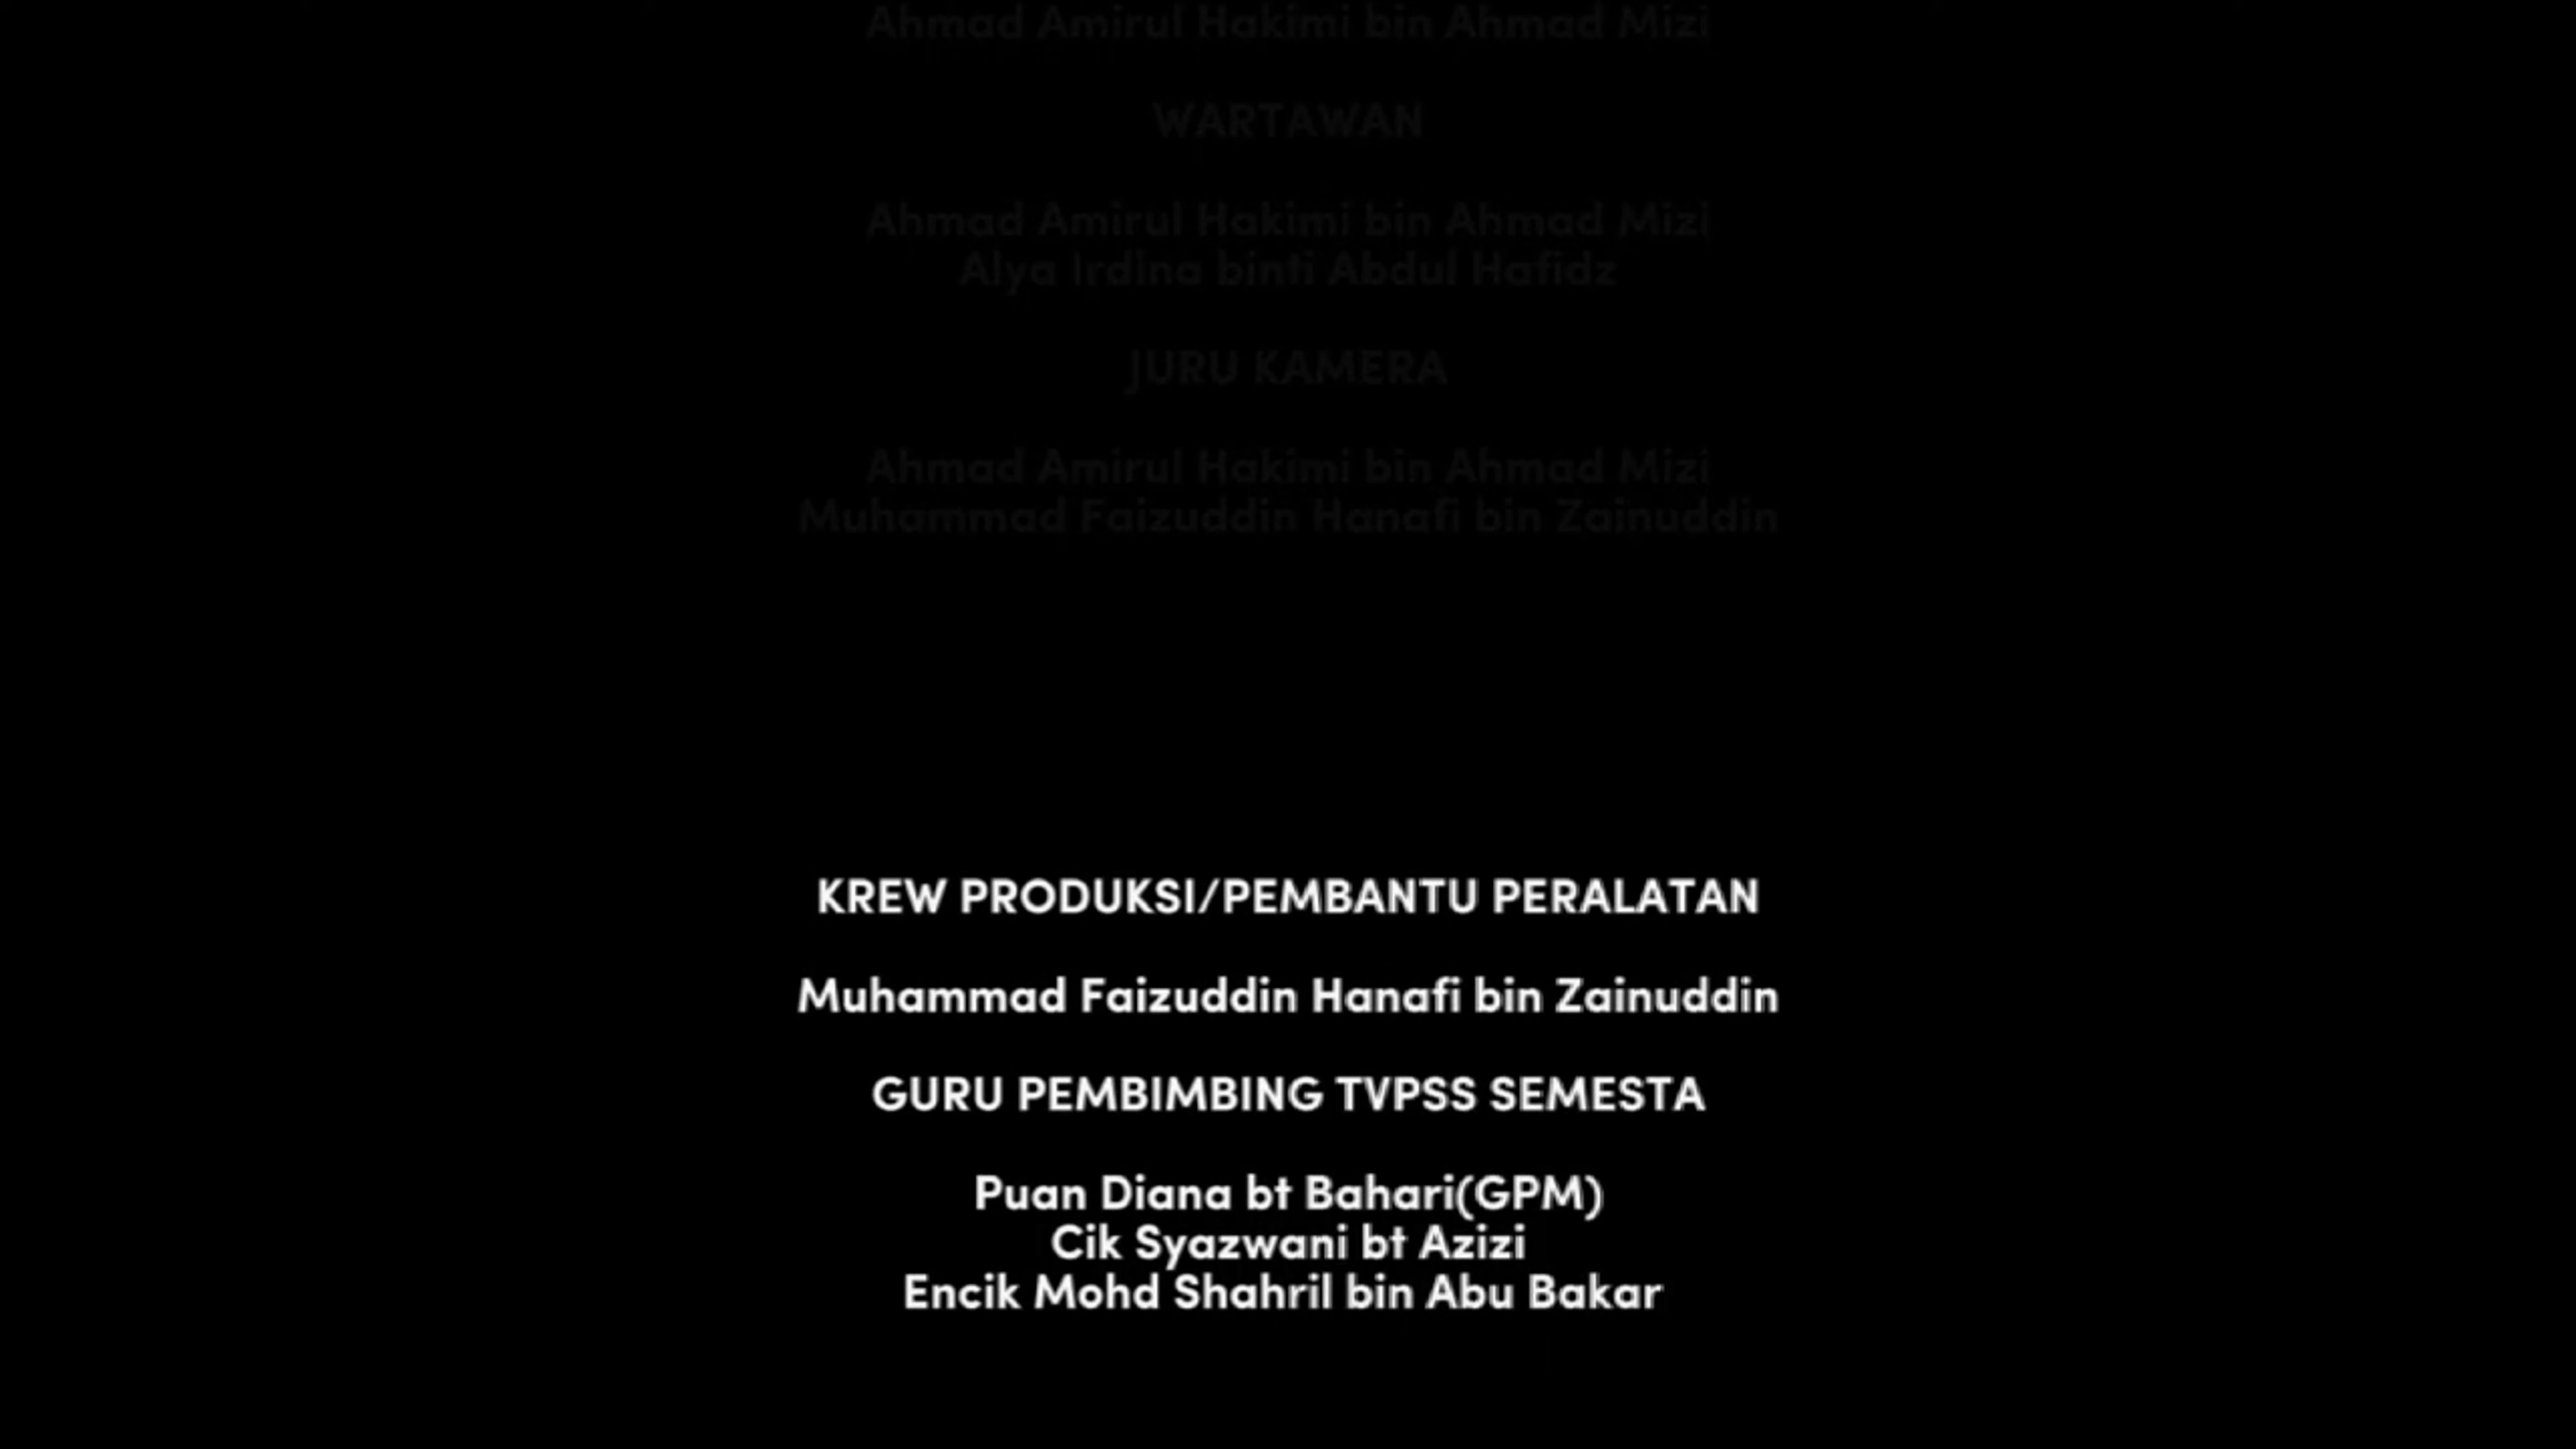 Ahmad Amirul Hakimi bin Ahmad Mizi
WARTAWAN
Ahmad Amirul Hakimi bin Ahmad Mizi
Alya Irdina binti Abdul Hafidz
JURU KAMERA
Ahmad Amirul Hakimi bin Ahmad Mizi
Muhammad Faizuddin Hanafi bin Zainuddin
KREW PRODUKSI/PEMBANTU PERALATAN
Muhammad Faizuddin Hanafi bin Zainuddin
GURU PEMBIMBING TVPSS SEMESTA
Puan Diana bt Bahari(GPM)
Cik Syazwani bt Azizi
Encik Mohd Shahril bin Abu Bakar